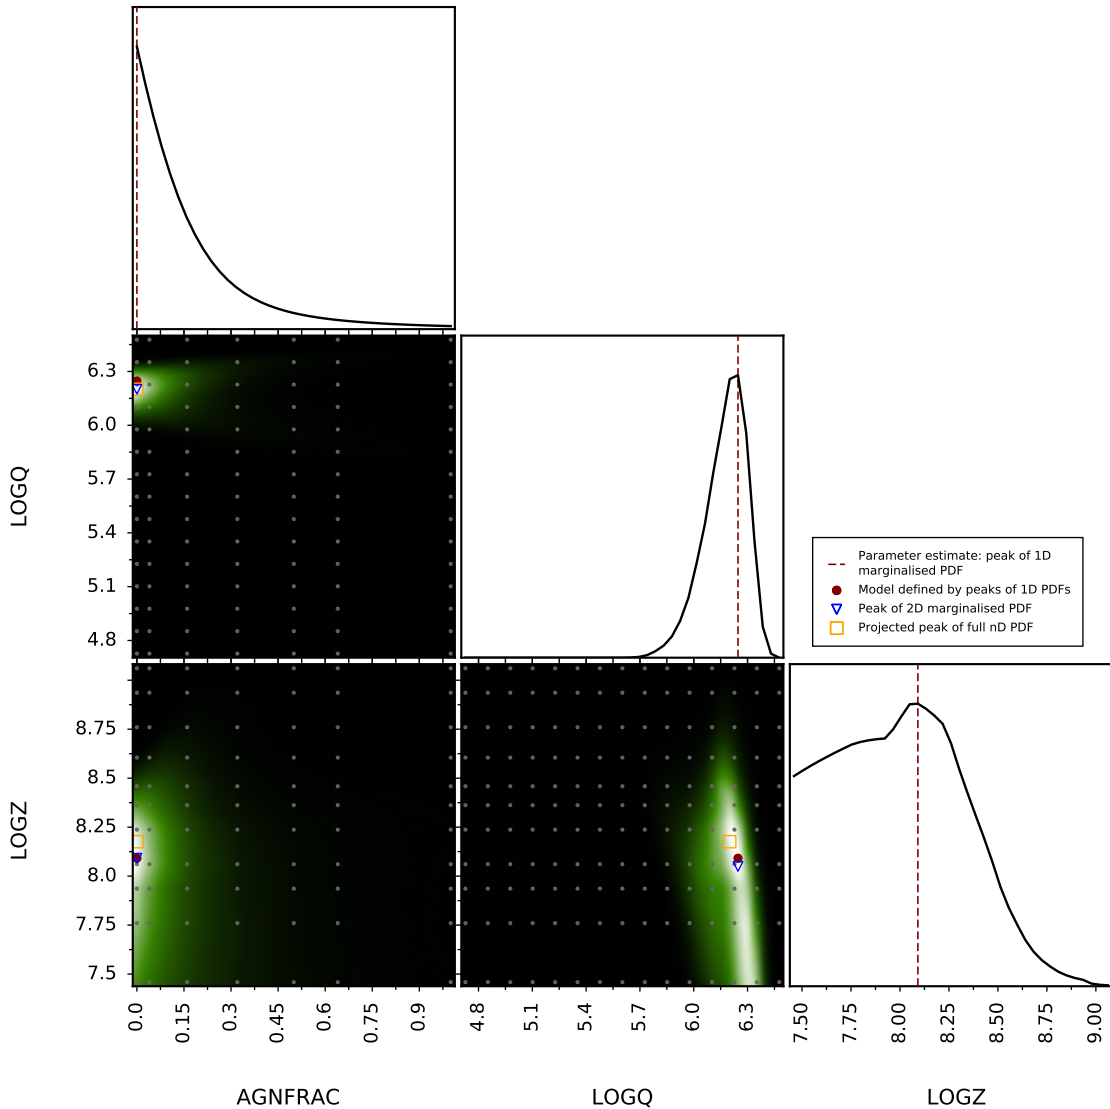 6.3
6.0
5.7
5.4
5.1
4.8
LOGQ
Parameter estimate: peak of 1D
marginalised PDF
Model defined by peaks of 1D PDFs
Peak of 2D marginalised PDF
Projected peak of full nD PDF
8.75
8.5
8.25
8.0
7.75
7.5
LOGZ
0.0 0.15 0.3 0.45 0.6 0.75 0.9
4.8 5.1 5.4 5.7 6.0 6.3
7.50 7.75 8.00 8.25 8.50 8.75 9.00
AGNFRAC LOGQ LOGZ